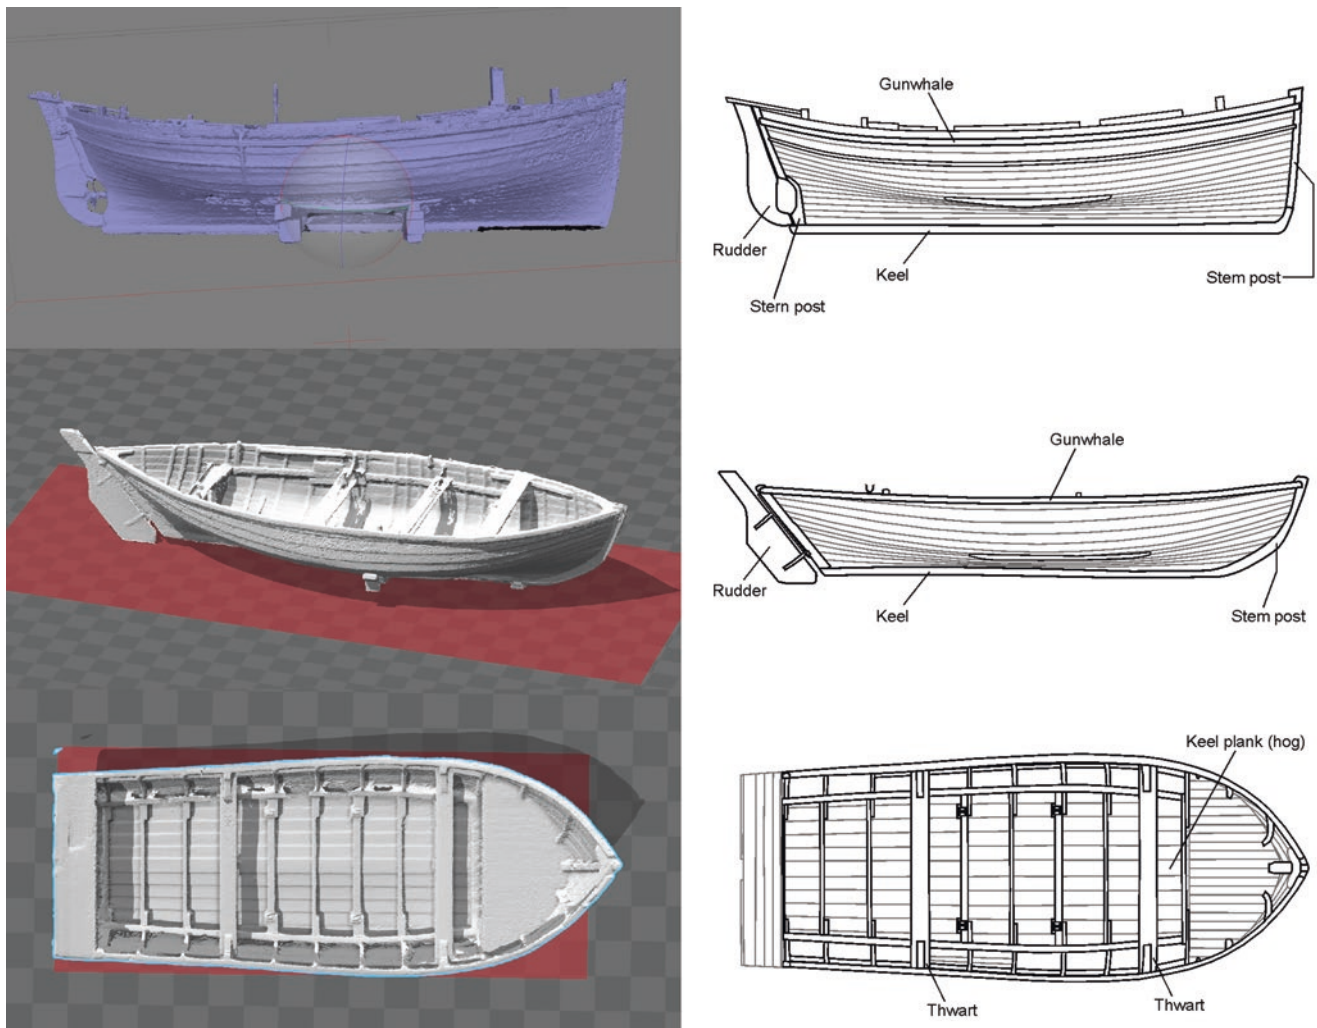 Gunwhale
Rudder
Keel
Stem post
Stern post
Gunwhale
Rudder
Keel
Stem post
Keel plank (hog)
Thwart
Thwart